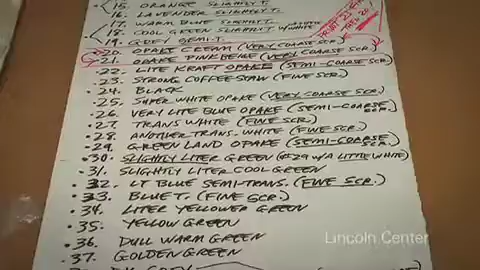 15. ORANGE SLIGHTLY T.
16. LAVENDER SLIGHTLY T.
17. WARM BLUE SLIGHTLY T.
18. COOL GREEN SLIGHTLY T. W/WHITE
19. GREY SEMI-T.
20. OPAKE CREAM (VERY COARSE SCR.)
21. OPAKE PINK BEIGE (VERY COARSE SCR.)
22. LITE KRAFT OPAKE (SEMI-COARSE SCR.)
23. STRONG COFFEE STAIN (FINE SCR.)
24. BLACK
25. SUPER WHITE OPAKE (VERY COARSE SCR.)
26. VERY LITE BLUE OPAKE (SEMI-COARSE SCR.)
27. TRANS WHITE (FINE SCR.)
28. ANOTHER TRANS. WHITE (FINE SCR.)
29. GREEN LAND OPAKE (SEMI-COARSE SCR.)
30. SLIGHTLY LITER GREEN (#29 W/A LITTLE WHITE)
31. SLIGHTLY LITER COOL GREEN
32. LT BLUE SEMI-TRANS. (FINE SCR.)
33. BLUE T. (FINE SCR.)
34. LITER YELLOWER GREEN
35. YELLOW GREEN
36. DULL WARM GREEN
37. GOLDEN GREEN
PRINT 21 FIRST
THEN 20!
Lincoln Center